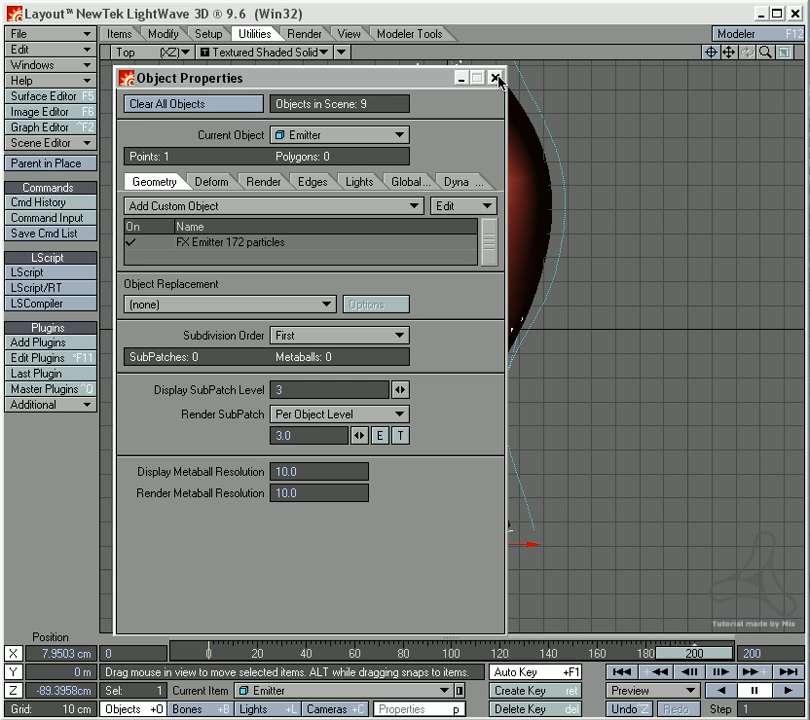 Layout™ NewTek LightWave 3D ® 9.6 (Win32)
File Items Modify Setup Utilities Render View Modeler Tools Modeler F12
Edit Top (XZ) Textured Shaded Solid
Windows
Help
Surface Editor F5
Image Editor F6
Graph Editor ^F2
Scene Editor
Parent in Place
Commands
Cmd History
Command Input
Save Cmd List
LScript
LScript
LScript/RT
LSCompiler
Plugins
Add Plugins
Edit Plugins *F11
Last Plugin
Master Plugins ^Q
Additional
Object Properties
Clear All Objects Objects in Scene: 9
Current Object Emitter
Points: 1 Polygons: 0
Geometry Deform Render Edges Lights Global... Dyna ...
Add Custom Object Edit
On Name
FX Emitter 172 particles
Object Replacement
(none) Options
Subdivision Order First
SubPatches: 0 Metaballs: 0
Display SubPatch Level 3
Render SubPatch Per Object Level
3.0 E T
Display Metaball Resolution 10.0
Render Metaball Resolution 10.0
Tutorial made by Mis
Position
X 7.9503 cm 0 0 20 40 60 80 100 120 140 160 180 200 200
Y 0 m Drag mouse in view to move selected items. ALT while dragging snaps to items. Auto Key +F1
Z -89.3958cm Sel: 1 Current Item Emitter Create Key ret Preview
Grid: 10 cm Objects +O Bones +B Lights +L Cameras +C Properties p Delete Key del Undo ^Z Redo Step 1